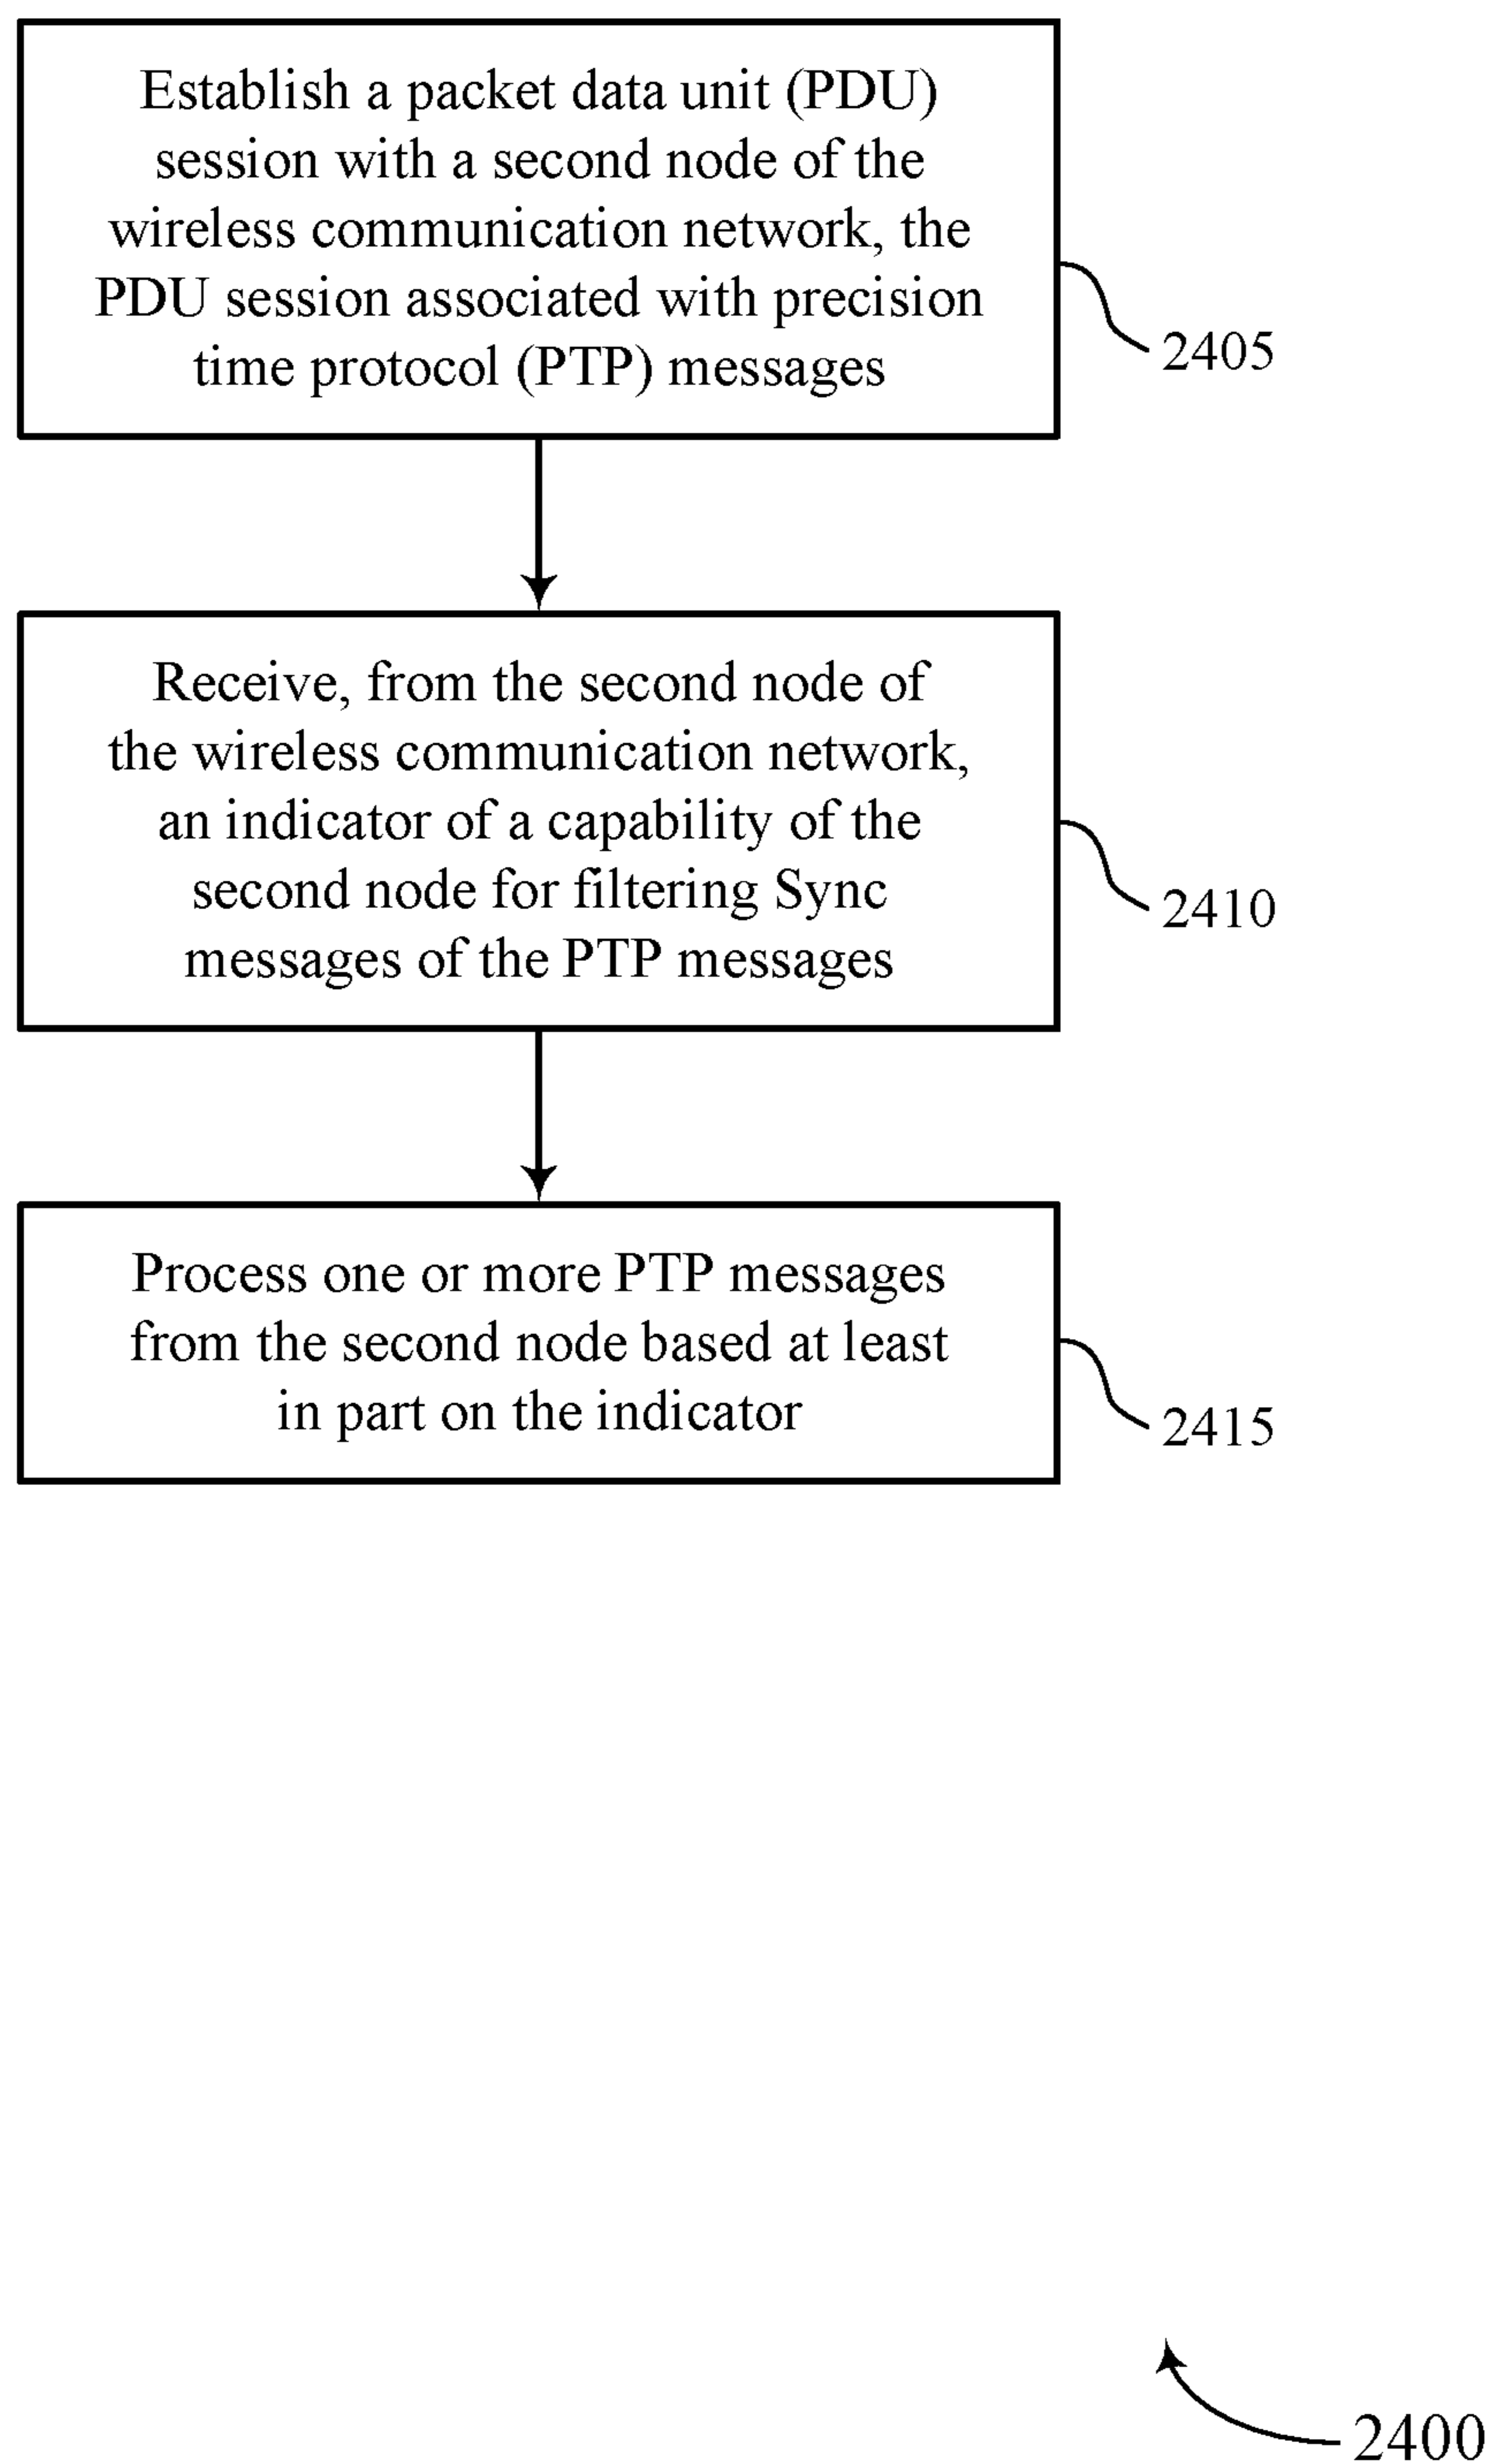 Establish a packet data unit (PDU)
session with a second node of the
wireless communication network, the
PDU session associated with precision
time protocol (PTP) messages
2405
Receive, from the second node of
the wireless communication network,
an indicator of a capability of the
second node for filtering Sync
messages of the PTP messages
2410
Process one or more PTP messages
from the second node based at least
in part on the indicator
2415
2400